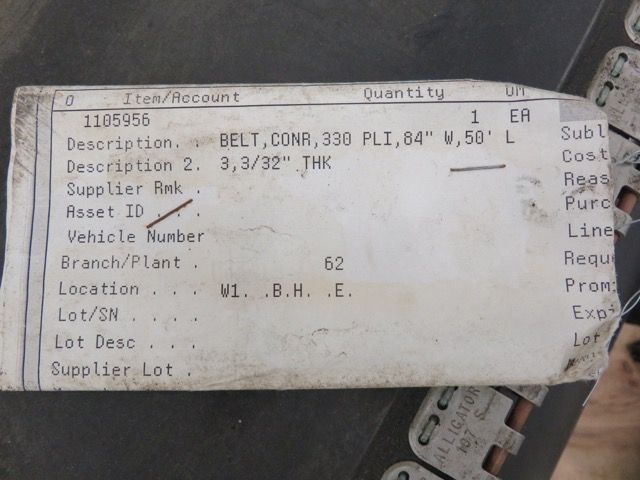 O Item/Account Quantity UM
1105956 1 EA
Description. . BELT,CONR,330 PLI,84" W,50' L Subl
Description 2. 3,3/32" THK Cost
Supplier Rmk . Reas
Asset ID . . . Purc
Vehicle Number Line
Branch/Plant . 62 Requ
Location . . . W1. .B.H. .E. Prom
Lot/SN . . . . Expi
Lot Desc . . . Lot
Supplier Lot .
ALLIGATOR
107 S